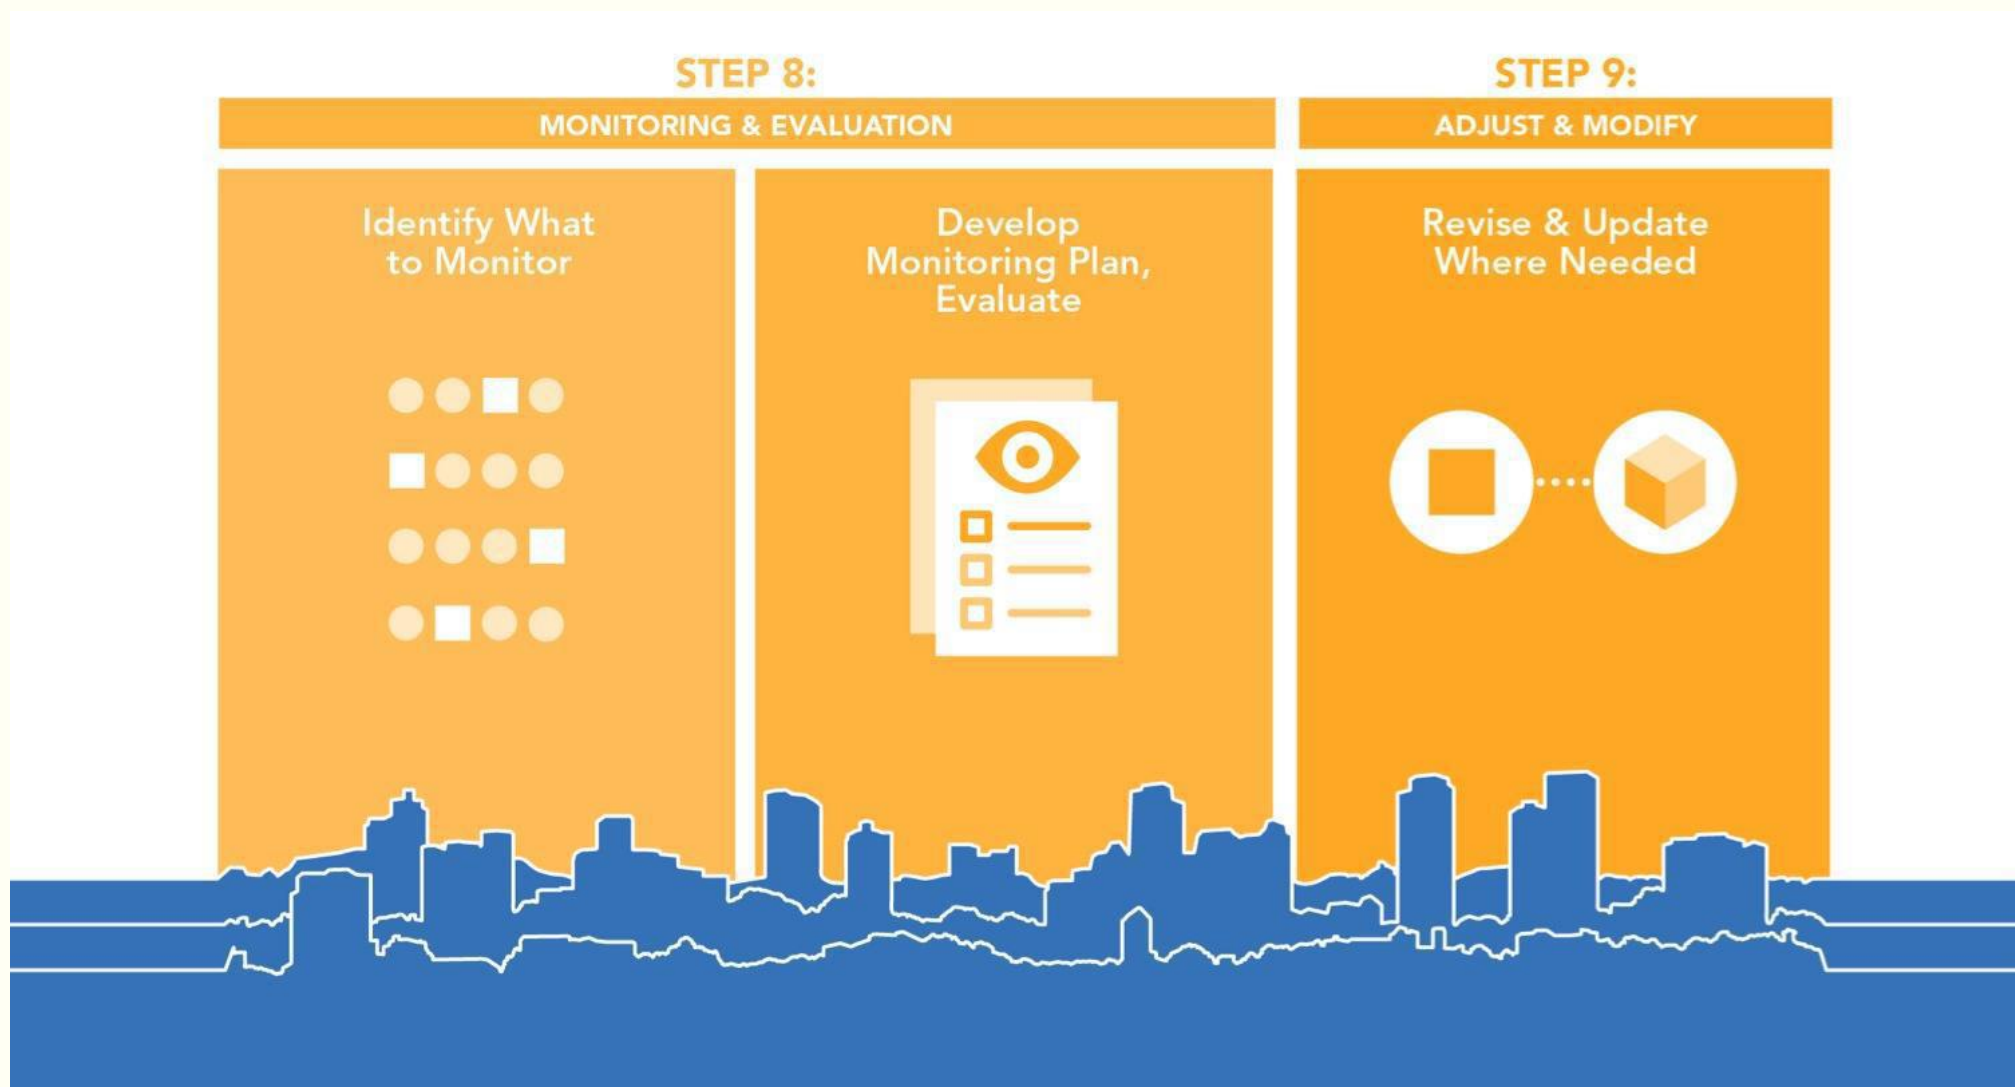 STEP 8:
MONITORING & EVALUATION
Identify What
to Monitor
Develop
Monitoring Plan,
Evaluate
STEP 9:
ADJUST & MODIFY
Revise & Update
Where Needed